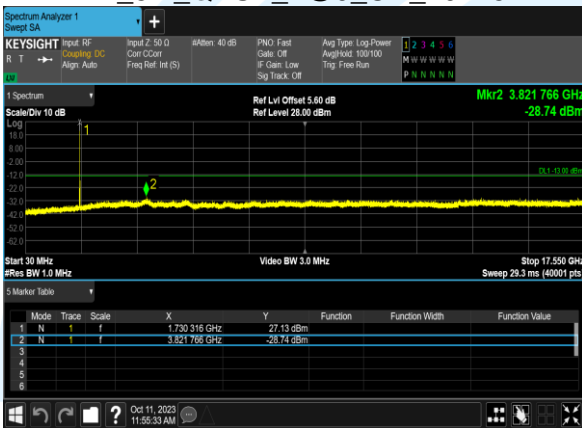 Spectrum Analyzer 1
Swept SA
+
KEYSIGHT
R T
LW
Input: RF
Coupling: DC
Align: Auto
Input Z: 50 Ω
Corr CCorr
Freq Ref: Int (S)
#Atten: 40 dB
PNO: Fast
Gate: Off
IF Gain: Low
Sig Track: Off
Avg Type: Log-Power
Avg|Hold: 100/100
Trig: Free Run
1 2 3 4 5 6
M W W W W W
P N N N N N
1 Spectrum
Scale/Div 10 dB
Ref Lvl Offset 5.60 dB
Ref Level 28.00 dBm
Mkr2 3.821 766 GHz
-28.74 dBm
Log
18.0
8.00
-2.00
-12.0
-22.0
-32.0
-42.0
-52.0
-62.0
1
2
DL1 -13.00 dBm
Start 30 MHz
#Res BW 1.0 MHz
Video BW 3.0 MHz
Stop 17.550 GHz
Sweep 29.3 ms (40001 pts)
5 Marker Table
Mode Trace Scale X Y Function Function Width Function Value
1 N 1 f 1.730 316 GHz 27.13 dBm
2 N 1 f 3.821 766 GHz -28.74 dBm
3
4
5
6
?
Oct 11, 2023
11:55:33 AM